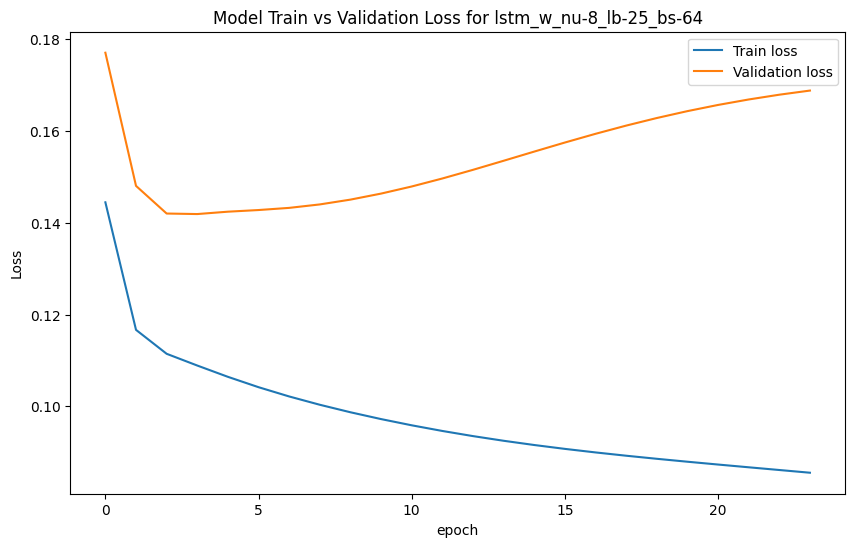 Model Train vs Validation Loss for lstm_w_nu-8_lb-25_bs-64
Train loss
Validation loss
0.18
0.16
0.14
0.12
0.10
Loss
0
5
10
15
20
epoch